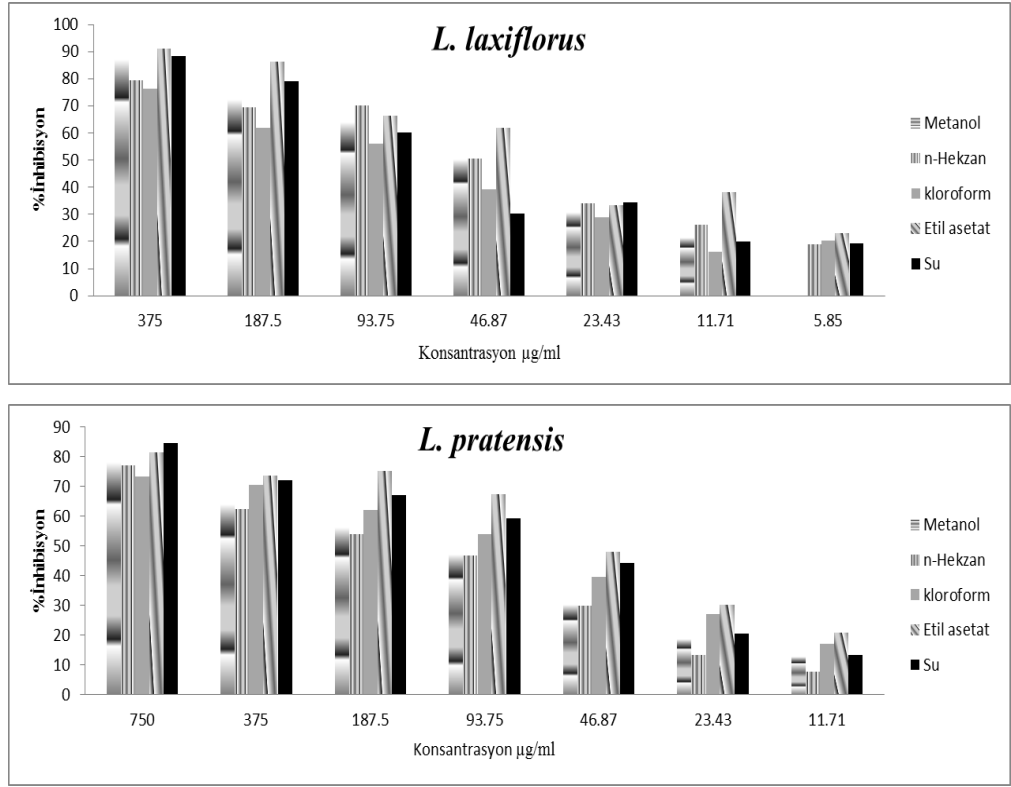 L. laxiflorus
100
90
80
70
60
50
40
30
20
10
0
%İnhibisyon
375 187.5 93.75 46.87 23.43 11.71 5.85
Konsantrasyon µg/ml
Metanol
n-Hekzan
kloroform
Etil asetat
Su
L. pratensis
90
80
70
60
50
40
30
20
10
0
%İnhibisyon
750 375 187.5 93.75 46.87 23.43 11.71
Konsantrasyon µg/ml
Metanol
n-Hekzan
kloroform
Etil asetat
Su